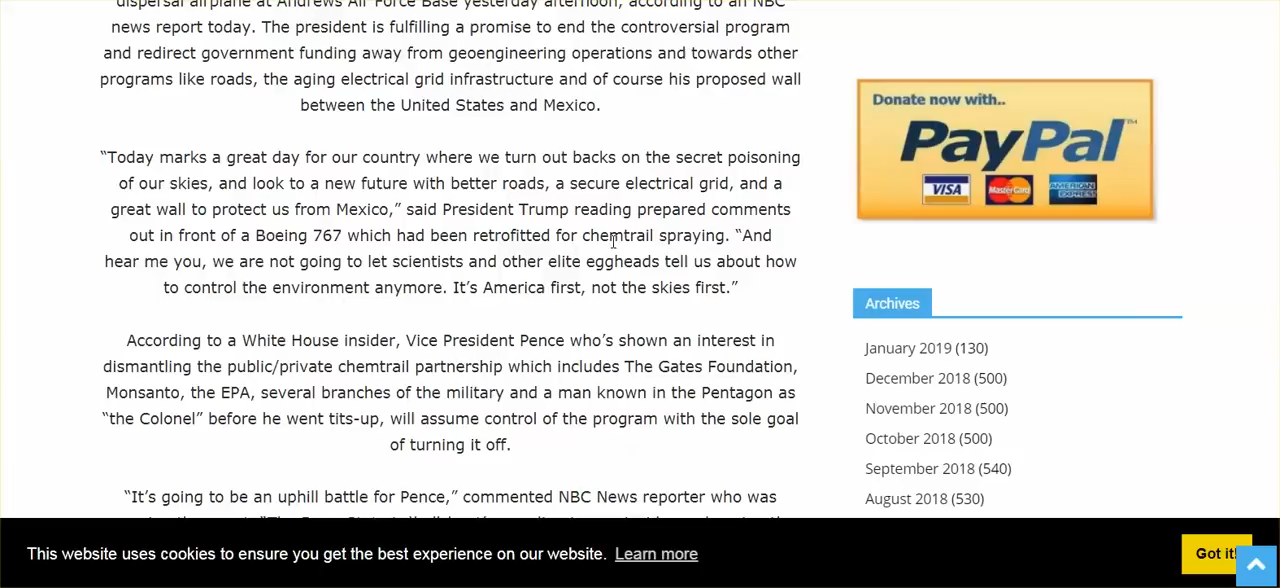 dispersal airplane at Andrews Air Force Base yesterday afternoon, according to an NBC
news report today. The president is fulfilling a promise to end the controversial program
and redirect government funding away from geoengineering operations and towards other
programs like roads, the aging electrical grid infrastructure and of course his proposed wall
between the United States and Mexico.
“Today marks a great day for our country where we turn out backs on the secret poisoning
of our skies, and look to a new future with better roads, a secure electrical grid, and a
great wall to protect us from Mexico,” said President Trump reading prepared comments
out in front of a Boeing 767 which had been retrofitted for chemtrail spraying. “And
hear me you, we are not going to let scientists and other elite eggheads tell us about how
to control the environment anymore. It’s America first, not the skies first.”
According to a White House insider, Vice President Pence who’s shown an interest in
dismantling the public/private chemtrail partnership which includes The Gates Foundation,
Monsanto, the EPA, several branches of the military and a man known in the Pentagon as
“the Colonel” before he went tits-up, will assume control of the program with the sole goal
of turning it off.
“It’s going to be an uphill battle for Pence,” commented NBC News reporter who was
Donate now with..
PayPal™
VISA
MasterCard
AMERICAN
EXPRESS
Archives
January 2019 (130)
December 2018 (500)
November 2018 (500)
October 2018 (500)
September 2018 (540)
August 2018 (530)
This website uses cookies to ensure you get the best experience on our website. Learn more
Got it!